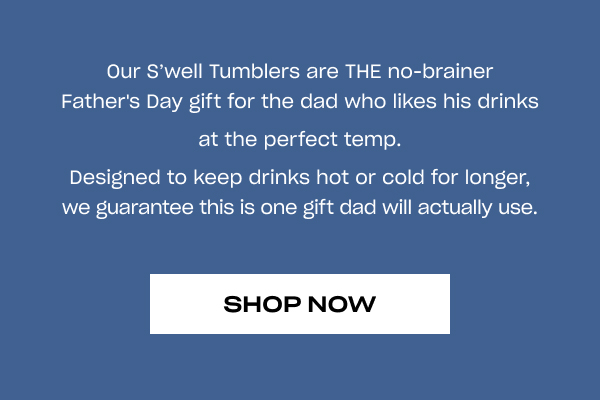 Our S’well Tumblers are THE no-brainer
Father's Day gift for the dad who likes his drinks
at the perfect temp.
Designed to keep drinks hot or cold for longer,
we guarantee this is one gift dad will actually use.
SHOP NOW